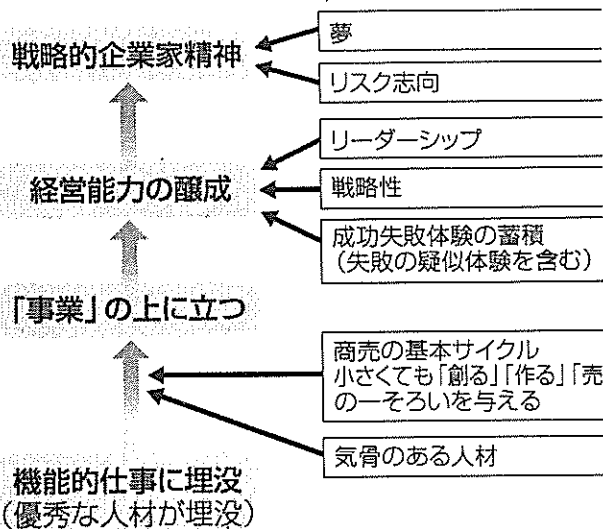 戦略的企業家精神
夢
リスク志向
経営能力の醸成
リーダーシップ
戦略性
成功失敗体験の蓄積
(失敗の疑似体験を含む)
「事業」の上に立つ
商売の基本サイクル
小さくても「創る」「作る」「売
の一そろいを与える
気骨のある人材
機能的仕事に埋没
(優秀な人材が埋没)